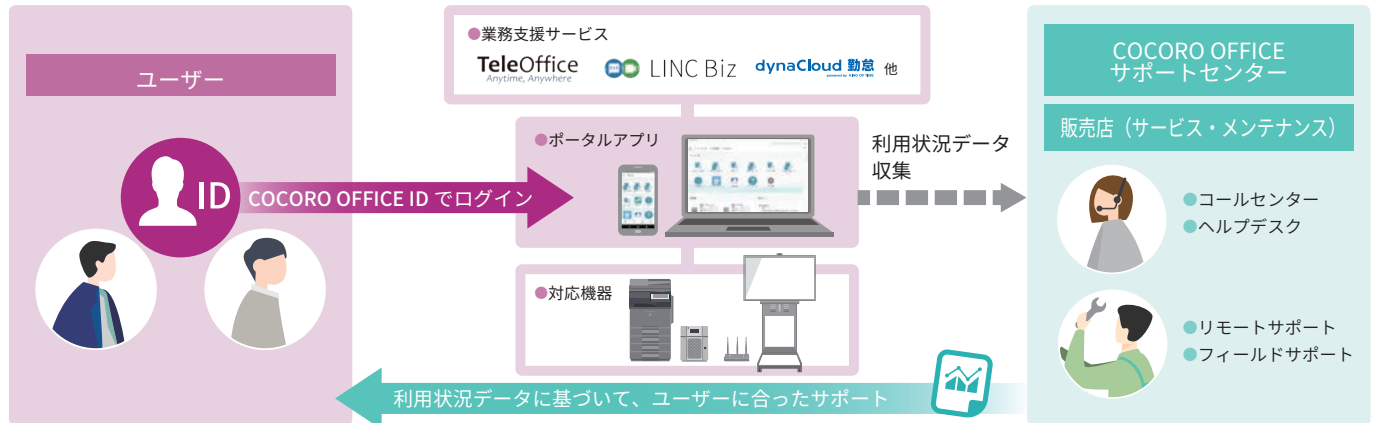 ユーザー
ID
COCORO OFFICE ID でログイン
●業務支援サービス
TeleOffice
Anytime, Anywhere
LINC Biz
dynaCloud 勤怠 他
powered by KING OF TIME
●ポータルアプリ
●対応機器
利用状況データ
収集
COCORO OFFICE
サポートセンター
販売店（サービス・メンテナンス）
●コールセンター
●ヘルプデスク
●リモートサポート
●フィールドサポート
利用状況データに基づいて、ユーザーに合ったサポート